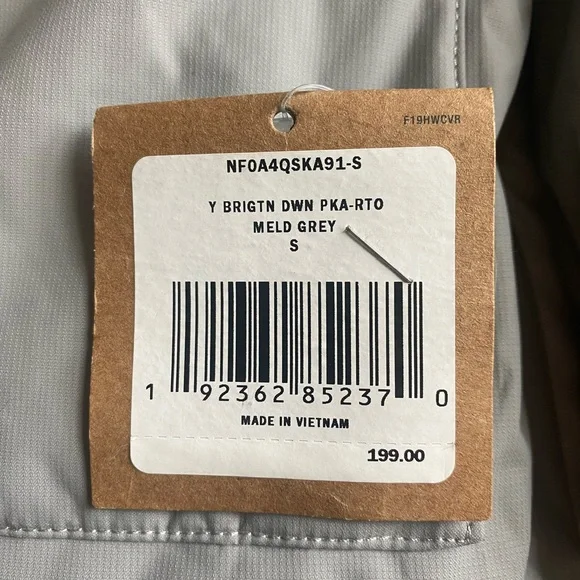 F19HWCVR
NF0A4QSKA91-S
Y BRIGTN DWN PKA-RTO
MELD GREY
S
1 92362 85237 0
MADE IN VIETNAM
199.00